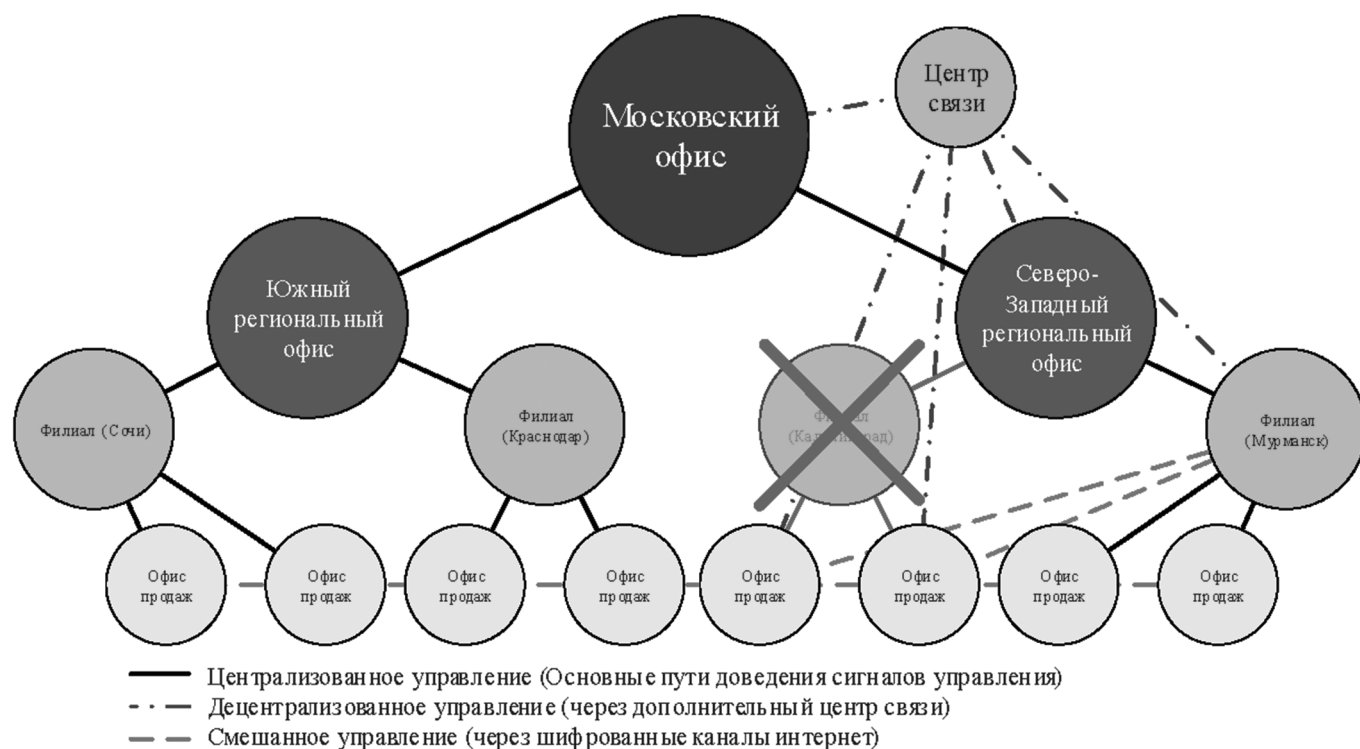 Московский
офис
Центр
связи
Южный
региональный
офис
Северо-
Западный
региональный
офис
Филиал (Сочи)
Филиал
(Краснодар)
Филиал
(Калининград)
Филиал
(Мурманск)
Офис
продаж
Офис
продаж
Офис
продаж
Офис
продаж
Офис
продаж
Офис
продаж
Офис
продаж
Офис
продаж
Централизованное управление (Основные пути доведения сигналов управления)
Децентрализованное управление (через дополнительный центр связи)
Смешанное управление (через шифрованные каналы интернет)